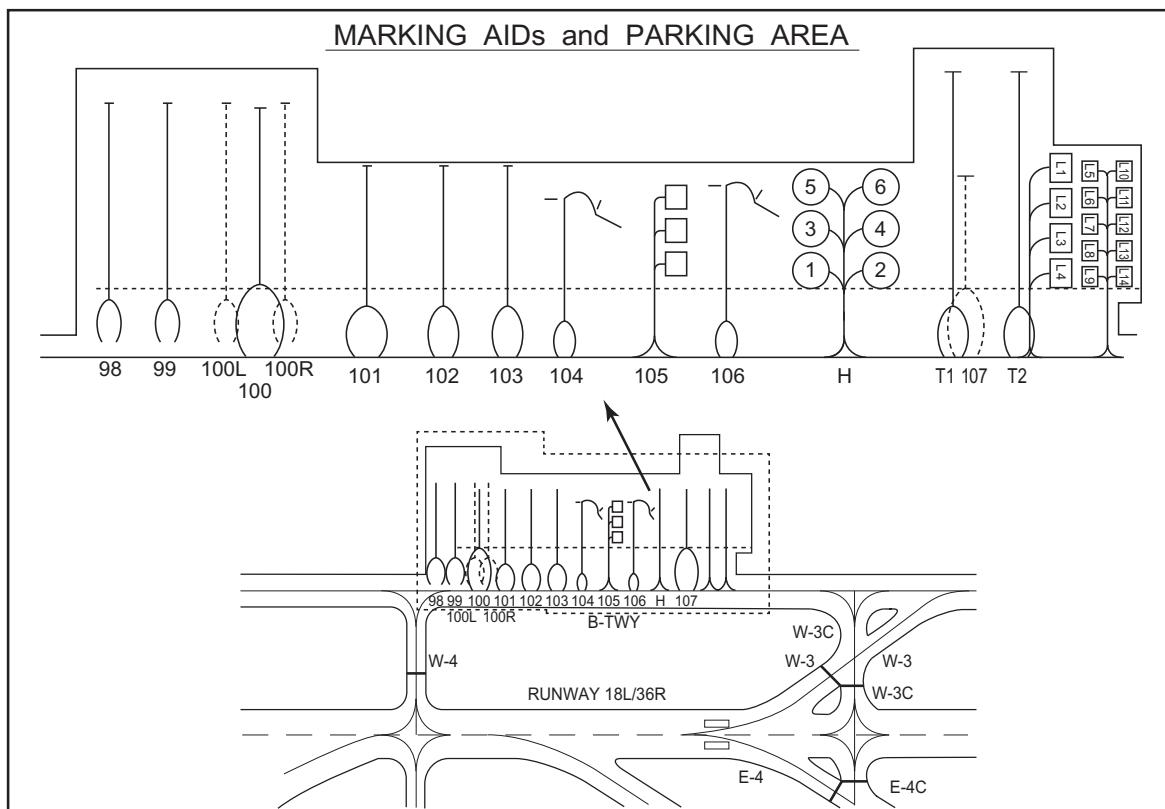 MARKING AIDs and PARKING AREA
5 6
3 4
1 2
L1 L2 L3 L4
L5 L6 L7 L8 L9
L10 L11 L12 L13 L14
98 99 100L 100R 101 102 103 104 105 106 H T1 107 T2
100
98 99 100 101 102 103 104 105 106 H 107
100L 100R
B-TWY
W-3C
W-4
W-3 W-3
RUNWAY 18L/36R
W-3C
E-4
E-4C